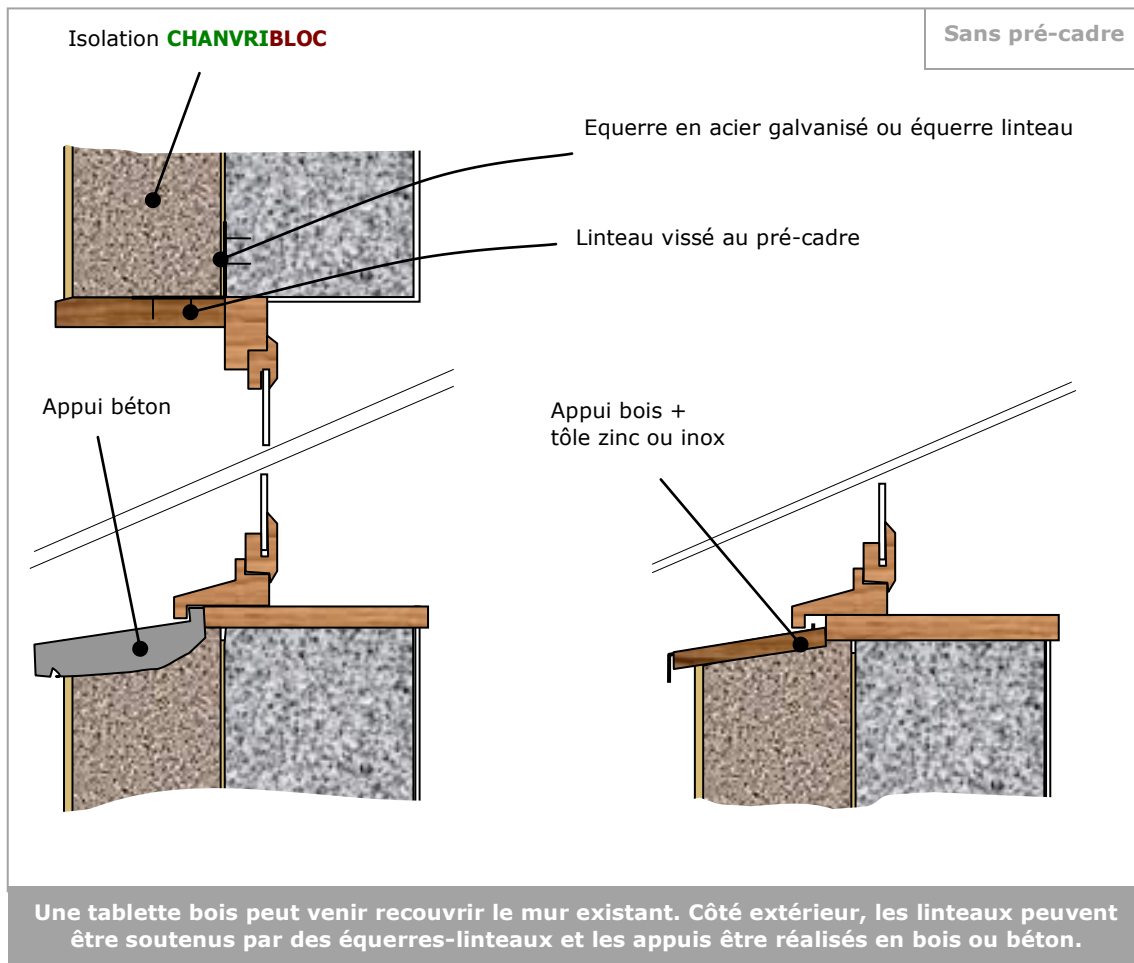 Isolation CHANVRIBLOC
Sans pré-cadre
Equerre en acier galvanisé ou équerre linteau
Linteau vissé au pré-cadre
Appui béton
Appui bois +
tôle zinc ou inox
Une tablette bois peut venir recouvrir le mur existant. Côté extérieur, les linteaux peuvent
être soutenus par des équerres-linteaux et les appuis être réalisés en bois ou béton.